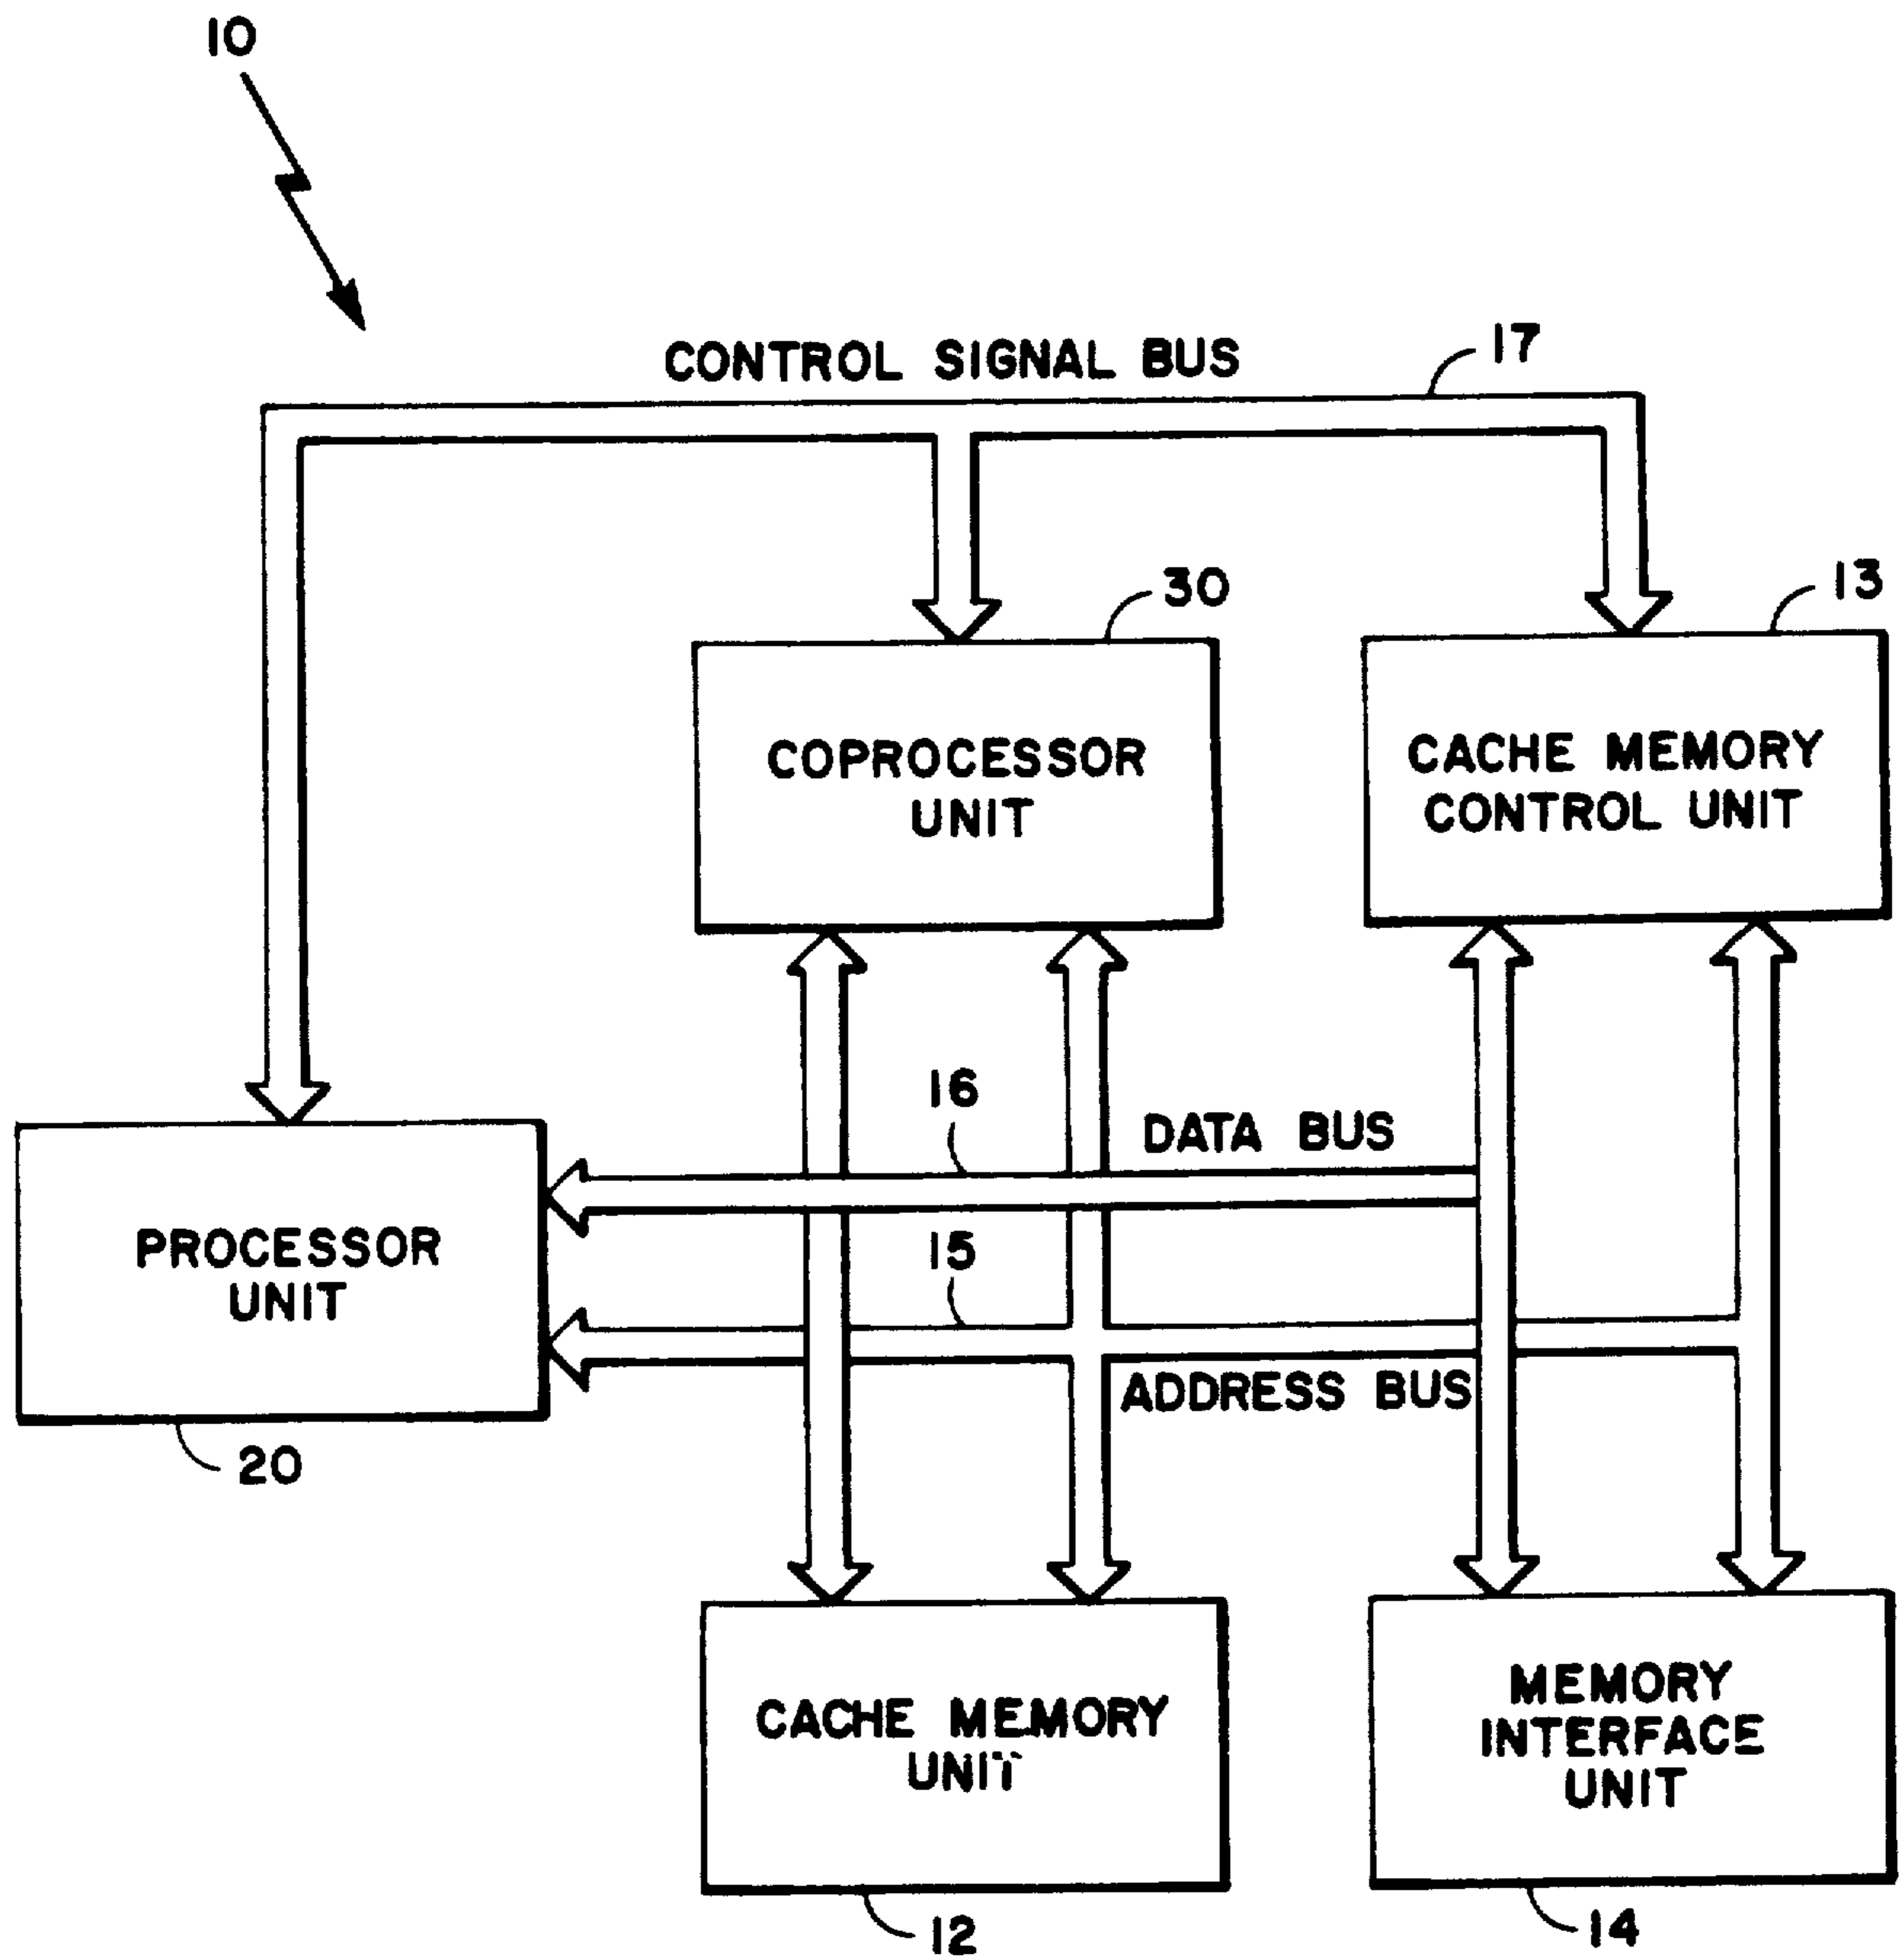 10
CONTROL SIGNAL BUS
17
30
13
COPROCESSOR
UNIT
CACHE MEMORY
CONTROL UNIT
16
DATA BUS
PROCESSOR
UNIT
15
ADDRESS BUS
20
CACHE MEMORY
UNIT
MEMORY
INTERFACE
UNIT
12
14